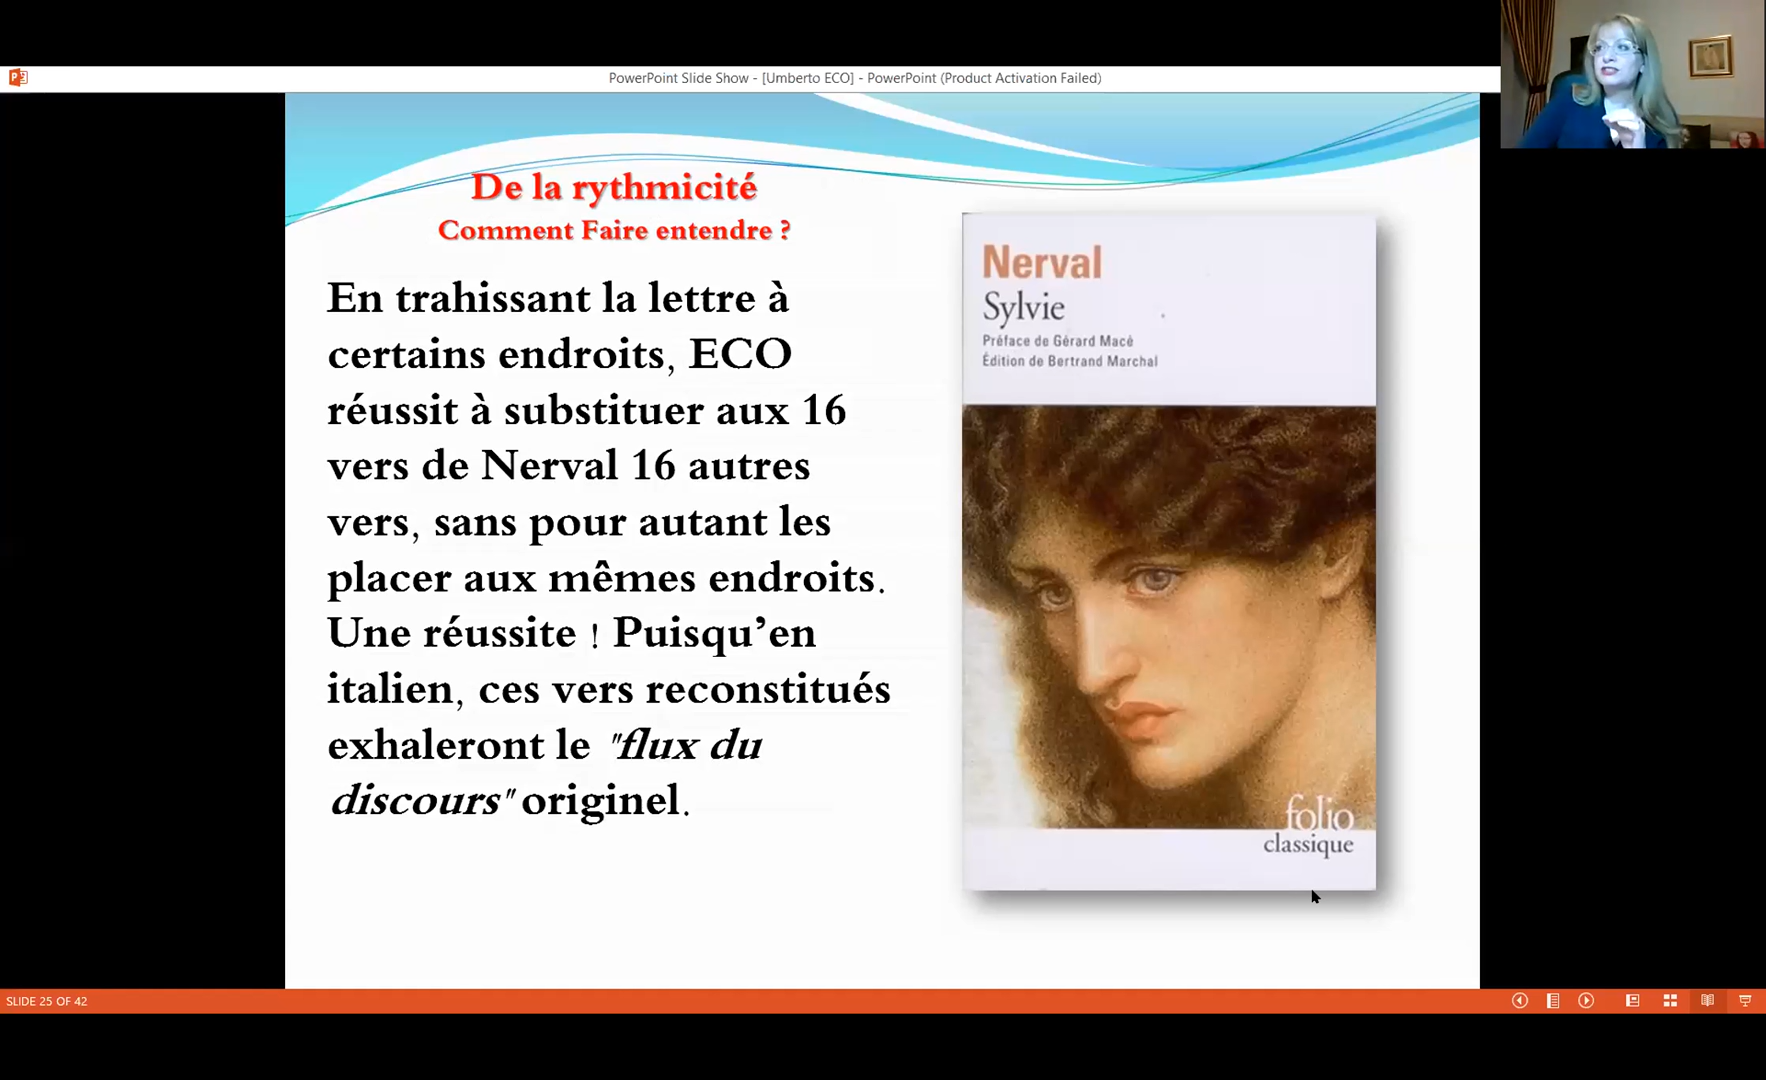 PowerPoint Slide Show - [Umberto ECO] - PowerPoint (Product Activation Failed)
De la rythmicité
Comment Faire entendre ?
En trahissant la lettre à
certains endroits, ECO
réussit à substituer aux 16
vers de Nerval 16 autres
vers, sans pour autant les
placer aux mêmes endroits.
Une réussite ! Puisqu’en
italien, ces vers reconstitués
exhaleront le "flux du
discours" originel.
Nerval
Sylvie
Préface de Gérard Macé
Édition de Bertrand Marchal
folio
classique
SLIDE 25 OF 42